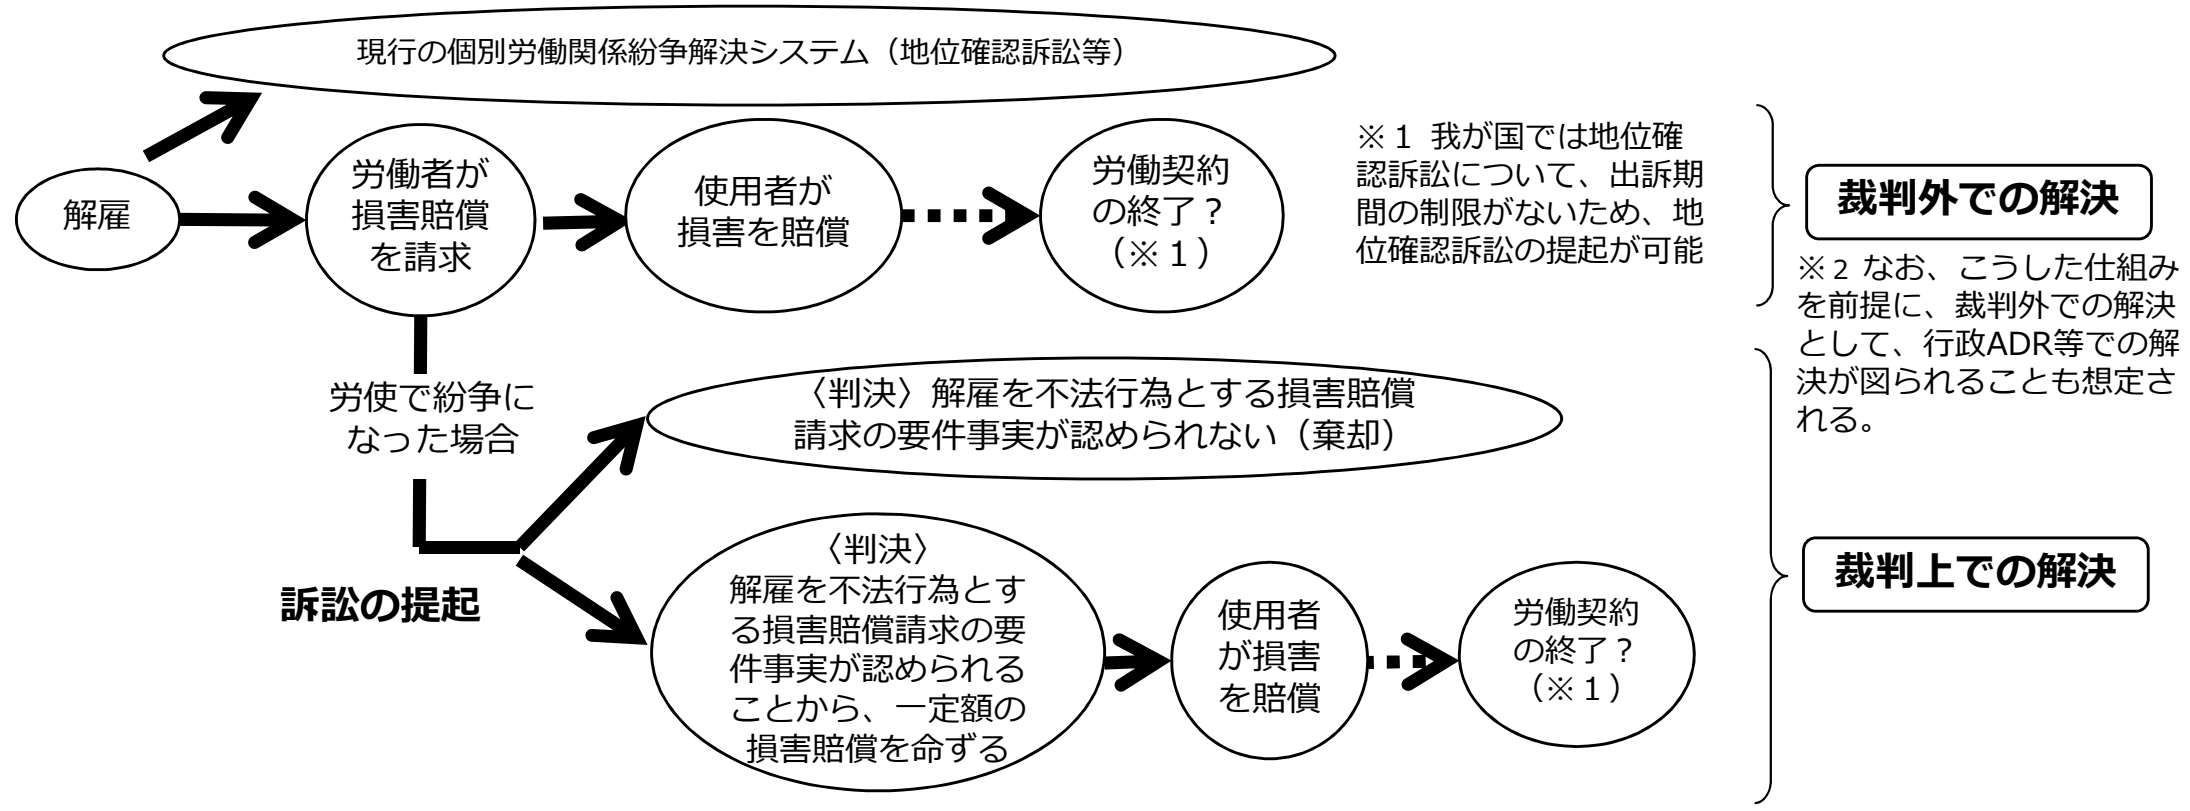 現行の個別労働関係紛争解決システム（地位確認訴訟等）
解雇
労働者が
損害賠償
を請求
使用者が
損害を賠償
労働契約
の終了？
（※１）
※１ 我が国では地位確
認訴訟について、出訴期
間の制限がないため、地
位確認訴訟の提起が可能
裁判外での解決
※２ なお、こうした仕組み
を前提に、裁判外での解決
として、行政ADR等での解
決が図られることも想定さ
れる。
労使で紛争に
なった場合
〈判決〉解雇を不法行為とする損害賠償
請求の要件事実が認められない（棄却）
訴訟の提起
〈判決〉
解雇を不法行為とす
る損害賠償請求の要
件事実が認められる
ことから、一定額の
損害賠償を命ずる
使用者
が損害
を賠償
労働契約
の終了？
（※１）
裁判上での解決